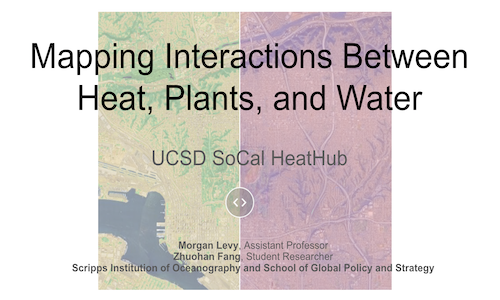 Mapping Interactions Between
Heat, Plants, and Water
UCSD SoCal HeatHub
Morgan Levy, Assistant Professor
Zhuohan Fang, Student Researcher
Scripps Institution of Oceanography and School of Global Policy and Strategy